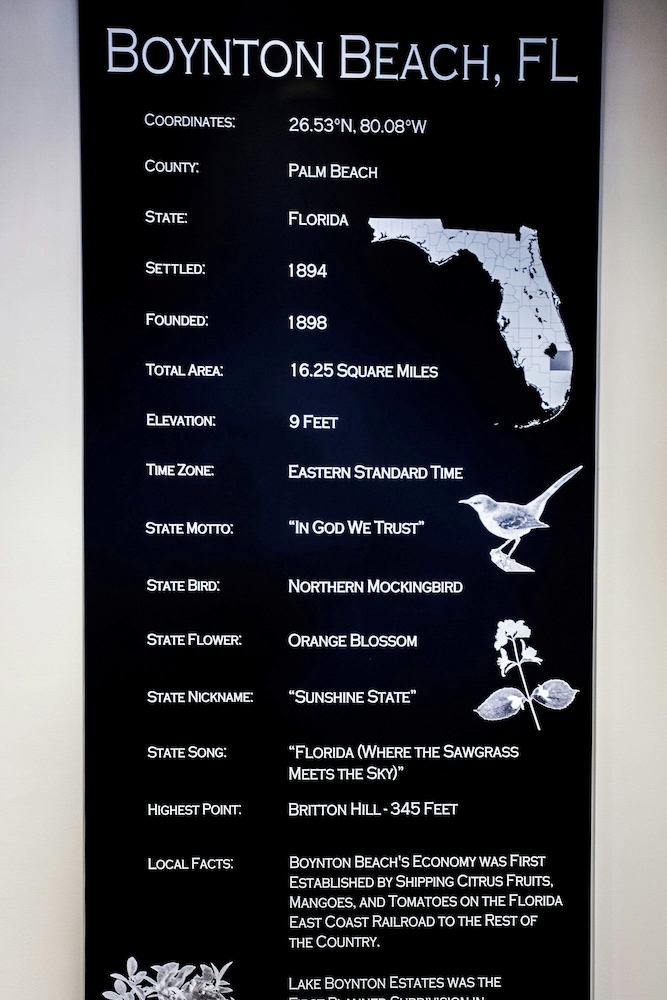 Boynton Beach, FL
Coordinates: 26.53°N, 80.08°W
County: Palm Beach
State: Florida
Settled: 1894
Founded: 1898
Total Area: 16.25 Square Miles
Elevation: 9 Feet
Time Zone: Eastern Standard Time
State Motto: “In God We Trust”
State Bird: Northern Mockingbird
State Flower: Orange Blossom
State Nickname: “Sunshine State”
State Song: “Florida (Where the Sawgrass
Meets the Sky)”
Highest Point: Britton Hill - 345 Feet
Local Facts: Boynton Beach's Economy was First
Established by Shipping Citrus Fruits,
Mangoes, and Tomatoes on the Florida
East Coast Railroad to the Rest of
the Country.
Lake Boynton Estates was the
First Planned Subdivision in